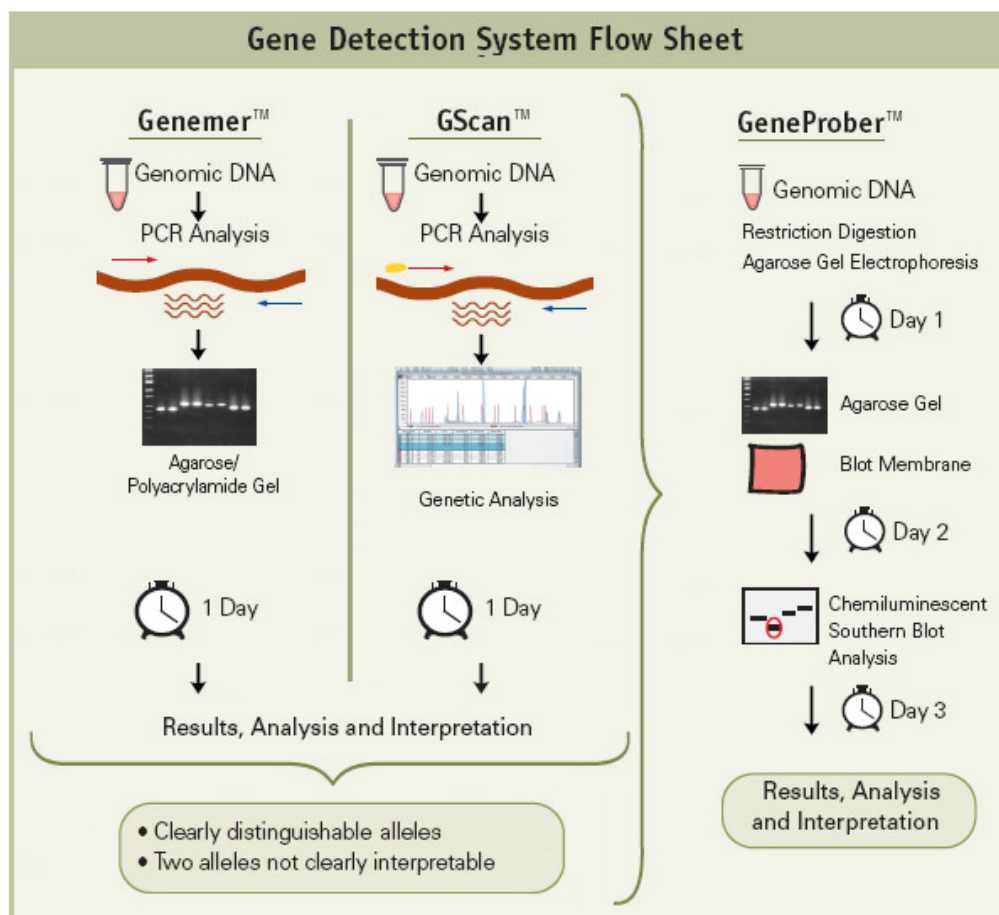 Gene Detection System Flow Sheet
Genemer™
Genomic DNA
PCR Analysis
Agarose/
Polyacrylamide Gel
1 Day
GScan™
Genomic DNA
PCR Analysis
Genetic Analysis
1 Day
Results, Analysis and Interpretation
• Clearly distinguishable alleles
• Two alleles not clearly interpretable
GeneProber™
Genomic DNA
Restriction Digestion
Agarose Gel Electrophoresis
Day 1
Agarose Gel
Blot Membrane
Day 2
Chemiluminescent
Southern Blot
Analysis
Day 3
Results, Analysis
and Interpretation